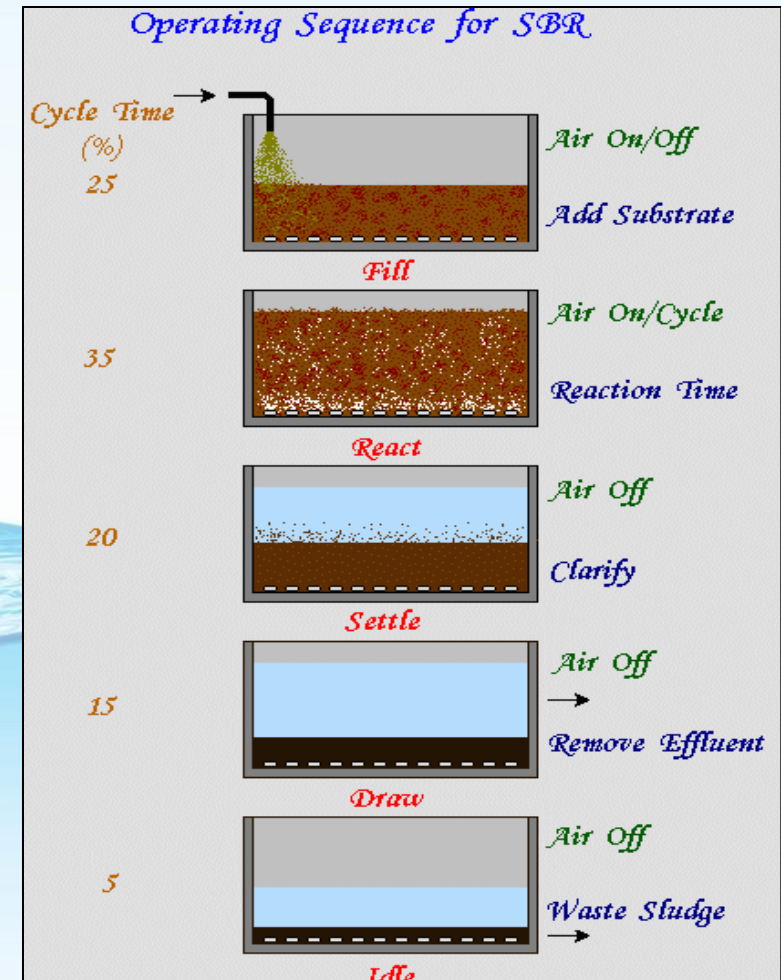 Operating Sequence for SBR
Cycle Time
(%)
25
Air On/Off
Add Substrate
Fill
35
Air On/Cycle
Reaction Time
React
20
Air Off
Clarify
Settle
15
Air Off
Remove Effluent
Draw
5
Air Off
Waste Sludge
Idle